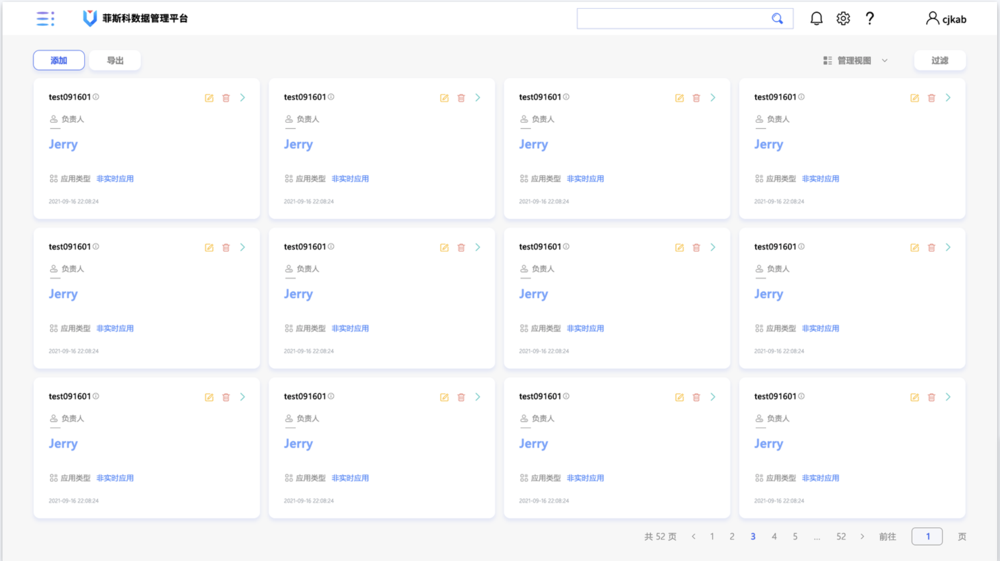 菲斯科数据管理平台
cjkab
添加 导出 管理视图 过滤
test091601 test091601 test091601 test091601
负责人 负责人 负责人 负责人
Jerry Jerry Jerry Jerry
应用类型 非实时应用 应用类型 非实时应用 应用类型 非实时应用 应用类型 非实时应用
2021-09-16 22:08:24 2021-09-16 22:08:24 2021-09-16 22:08:24 2021-09-16 22:08:24
test091601 test091601 test091601 test091601
负责人 负责人 负责人 负责人
Jerry Jerry Jerry Jerry
应用类型 非实时应用 应用类型 非实时应用 应用类型 非实时应用 应用类型 非实时应用
2021-09-16 22:08:24 2021-09-16 22:08:24 2021-09-16 22:08:24 2021-09-16 22:08:24
test091601 test091601 test091601 test091601
负责人 负责人 负责人 负责人
Jerry Jerry Jerry Jerry
应用类型 非实时应用 应用类型 非实时应用 应用类型 非实时应用 应用类型 非实时应用
2021-09-16 22:08:24 2021-09-16 22:08:24 2021-09-16 22:08:24 2021-09-16 22:08:24
共 52 页 < 1 2 3 4 5 ... 52 > 前往 1 页